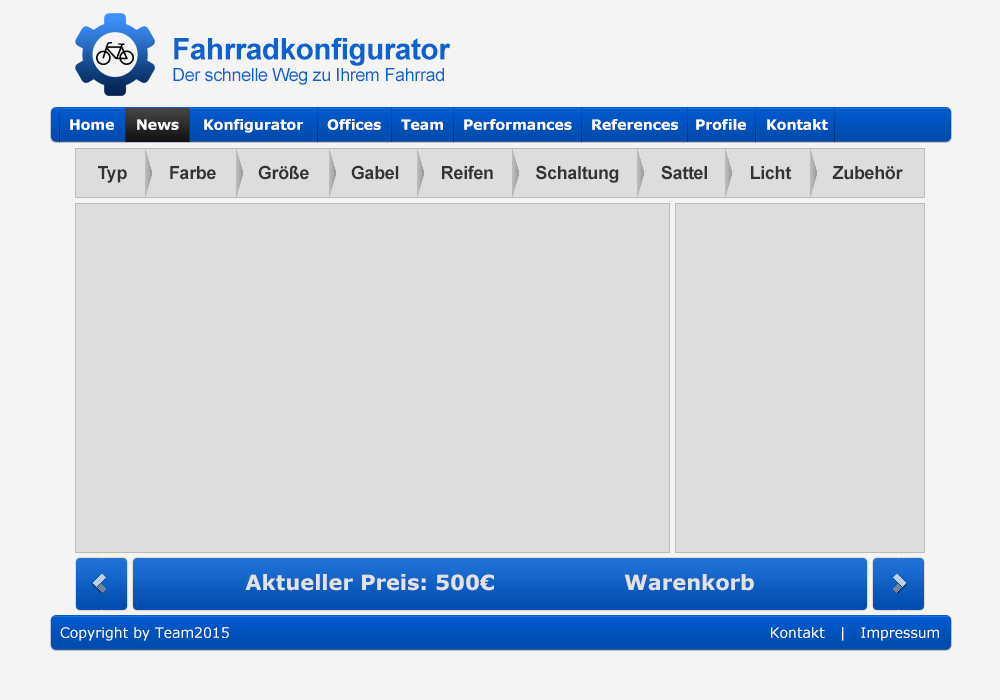 Fahrradkonfigurator
Der schnelle Weg zu Ihrem Fahrrad
Home News Konfigurator Offices Team Performances References Profile Kontakt
Typ Farbe Größe Gabel Reifen Schaltung Sattel Licht Zubehör
Aktueller Preis: 500€ Warenkorb
Copyright by Team2015 Kontakt | Impressum